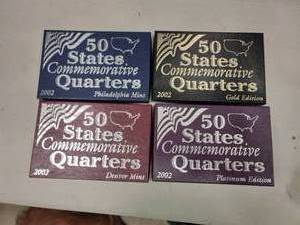 50
States
Commemorative
Quarters
2002 Philadelphia Mint
50
States
Commemorative
Quarters
2002 Gold Edition
50
States
Commemorative
Quarters
2002 Denver Mint
50
States
Commemorative
Quarters
2002 Platinum Edition